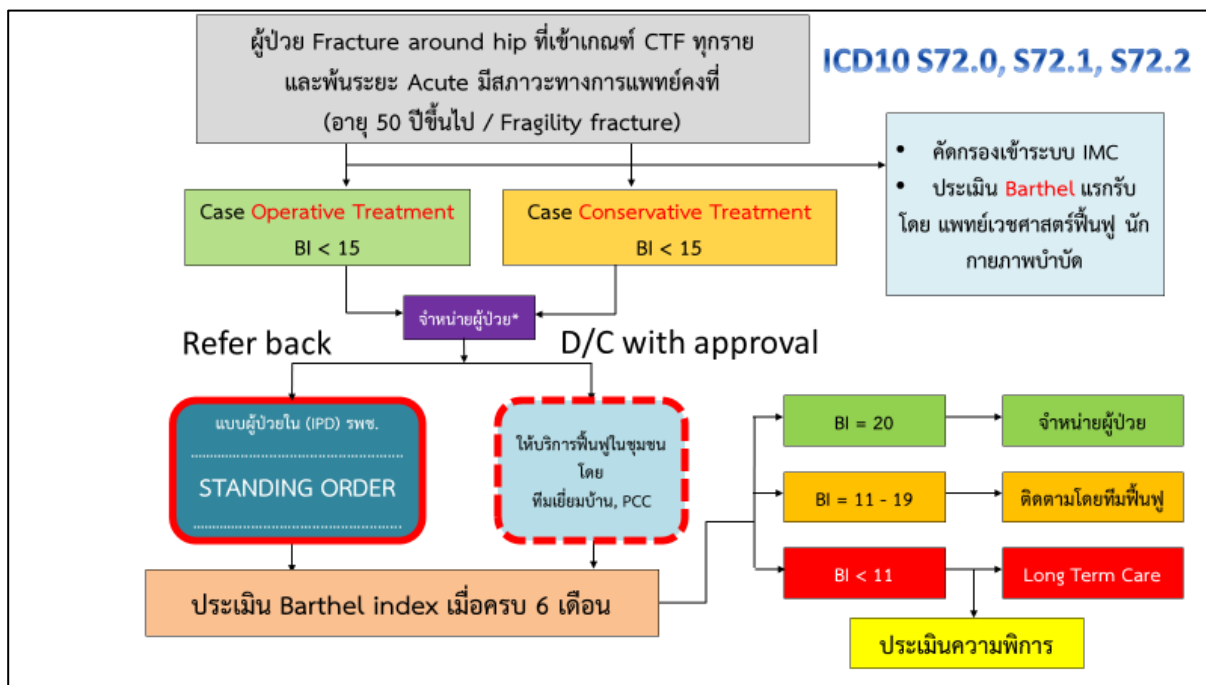 ผู้ป่วย Fracture around hip ที่เข้าเกณฑ์ CTF ทุกราย
และพ้นระยะ Acute มีสภาวะทางการแพทย์คงที่
(อายุ 50 ปีขึ้นไป / Fragility fracture)
ICD10 S72.0, S72.1, S72.2
• คัดกรองเข้าระบบ IMC
• ประเมิน Barthel แรกรับ
โดย แพทย์เวชศาสตร์ฟื้นฟู นัก
กายภาพบำบัด
Case Operative Treatment
BI < 15
Case Conservative Treatment
BI < 15
จำหน่ายผู้ป่วย*
Refer back
D/C with approval
แบบผู้ป่วยใน (IPD) รพช.
STANDING ORDER
ให้บริการฟื้นฟูในชุมชน
โดย
ทีมเยี่ยมบ้าน, PCC
BI = 20
จำหน่ายผู้ป่วย
BI = 11 - 19
ติดตามโดยทีมฟื้นฟู
BI < 11
Long Term Care
ประเมิน Barthel index เมื่อครบ 6 เดือน
ประเมินความพิการ